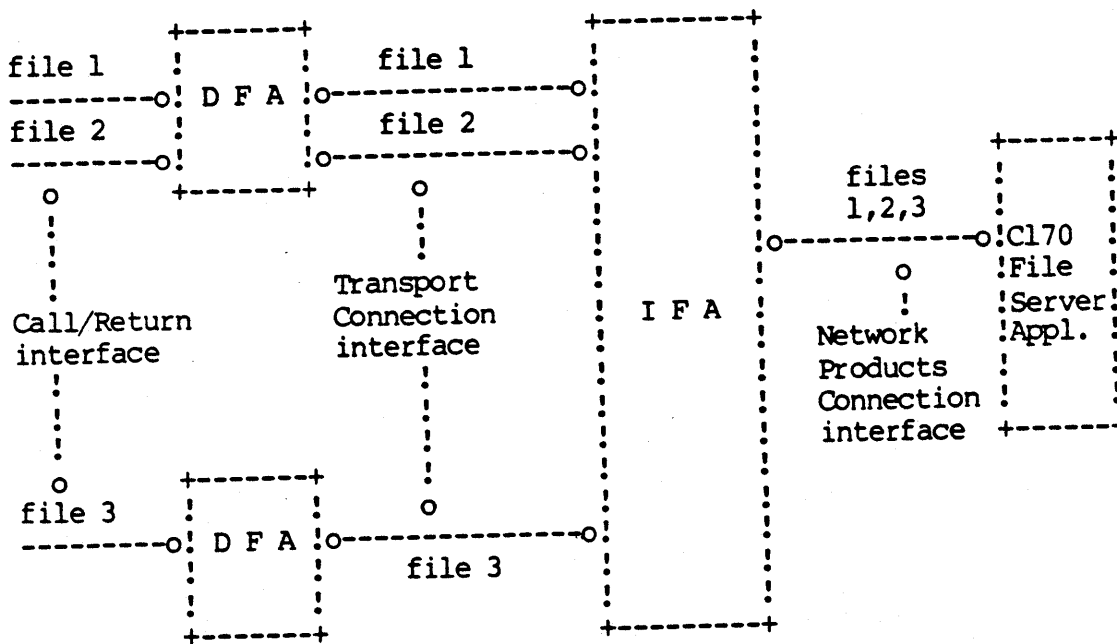 file 1
file 2
D F A
file 1
file 2
Call/Return
interface
Transport
Connection
interface
I F A
files
1,2,3
Network
Products
Connection
interface
C170
File
Server
Appl.
file 3
D F A
file 3